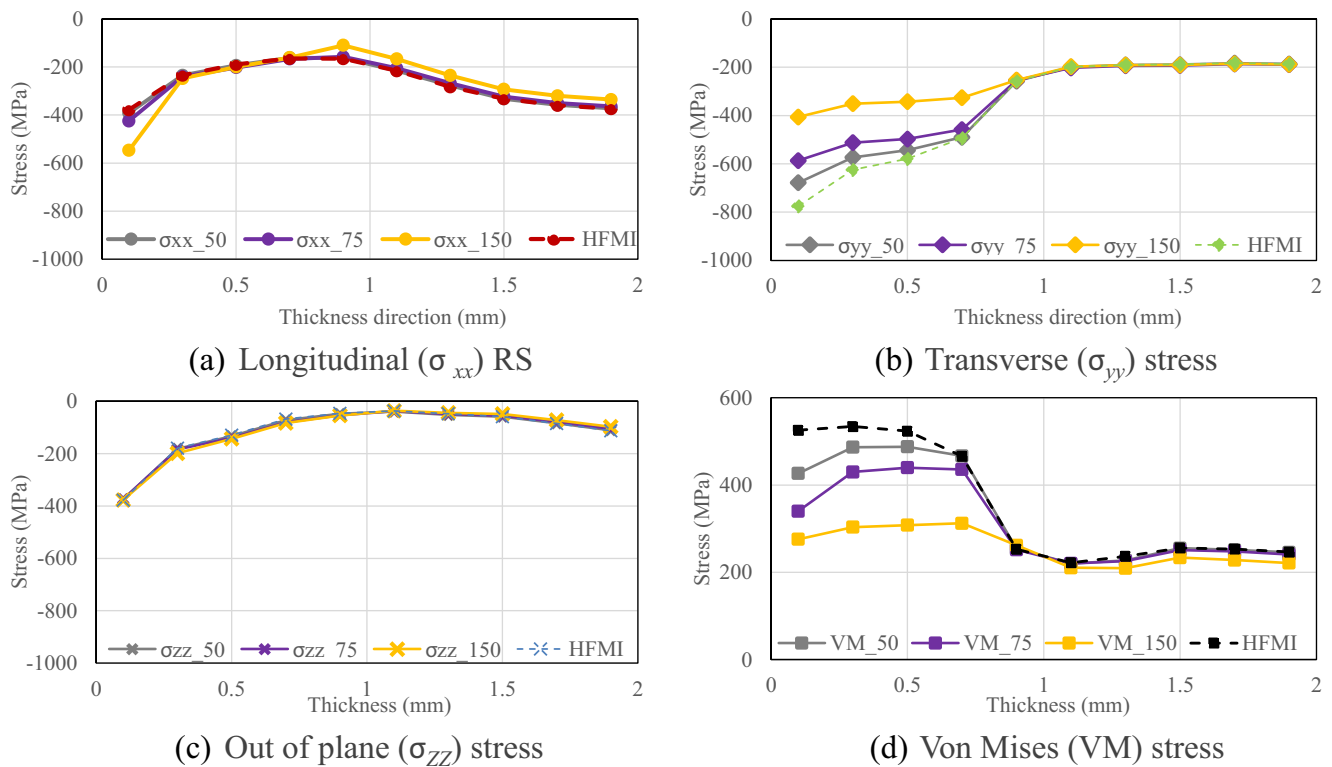 0
-200
-400
-600
-800
-1000
Stress (MPa)
σxx_50 σxx_75 σxx_150 HFMI
0 0.5 1 1.5 2
Thickness direction (mm)
(a) Longitudinal (σ xx) RS
0
-200
-400
-600
-800
-1000
Stress (MPa)
σyy_50 σyy_75 σyy_150 HFMI
0 0.5 1 1.5 2
Thickness direction (mm)
(b) Transverse (σyy) stress
0
-200
-400
-600
-800
-1000
Stress (MPa)
σzz_50 σzz_75 σzz_150 HFMI
0 0.5 1 1.5 2
Thickness (mm)
(c) Out of plane (σZZ) stress
600
400
200
0
Stress (MPa)
VM_50 VM_75 VM_150 HFMI
0 0.5 1 1.5 2
Thickness (mm)
(d) Von Mises (VM) stress